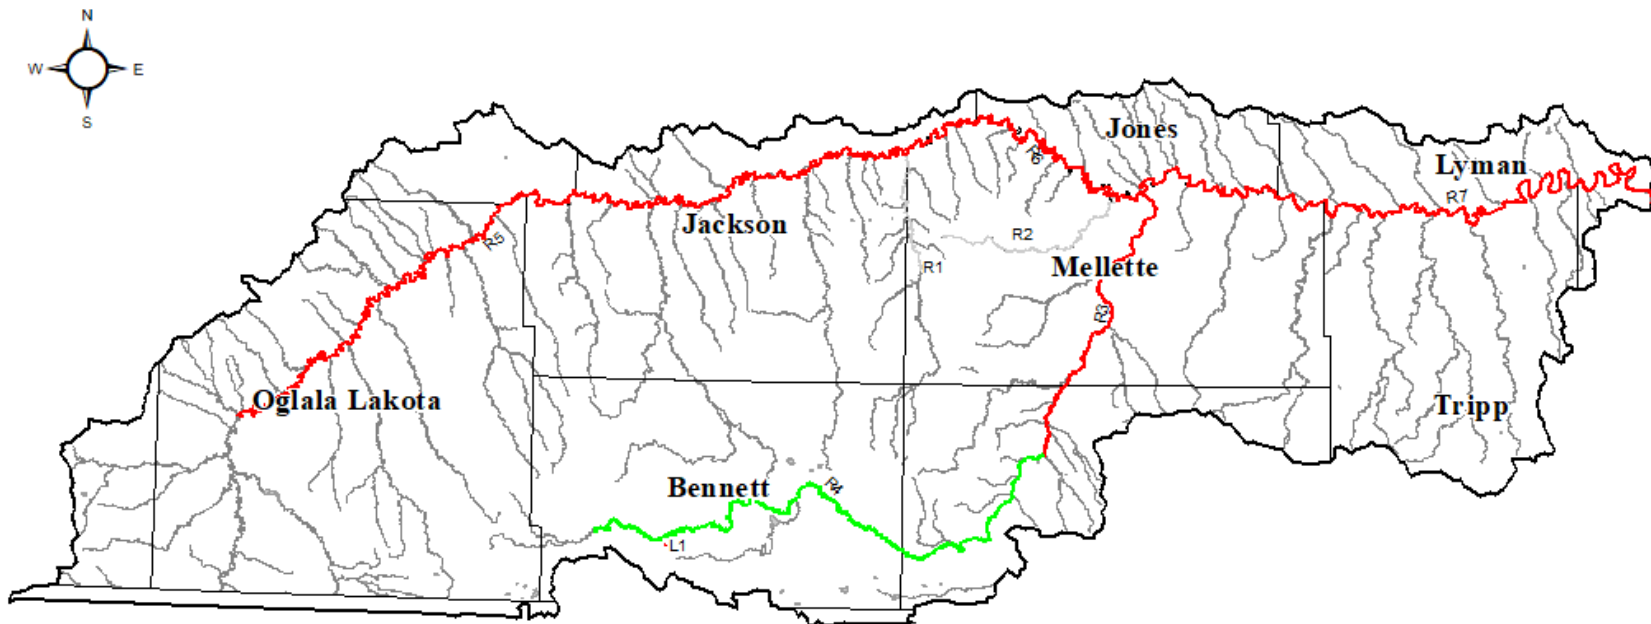 N
W E
S
Jones
R6
Lyman
R7
Jackson
R5
R2
Mellette
R1
R3
Oglala Lakota
Tripp
Bennett
R4
L1